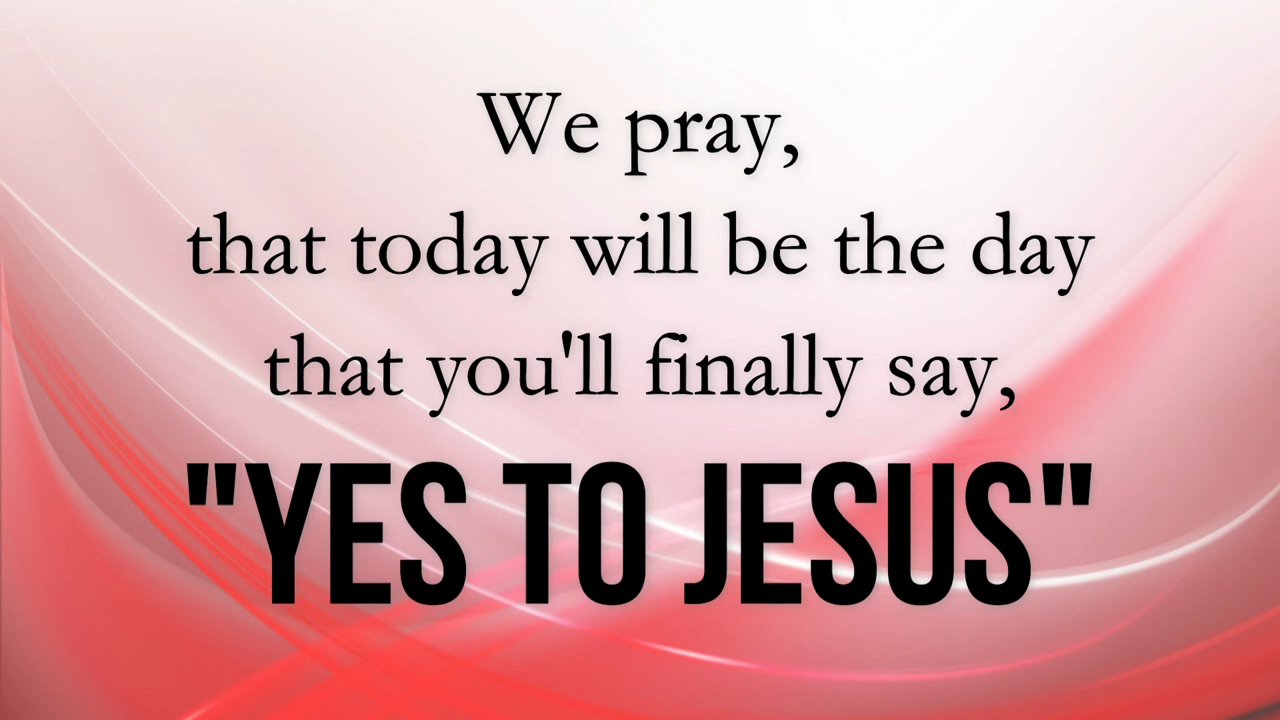 We pray,
that today will be the day
that you'll finally say,
"YES TO JESUS"